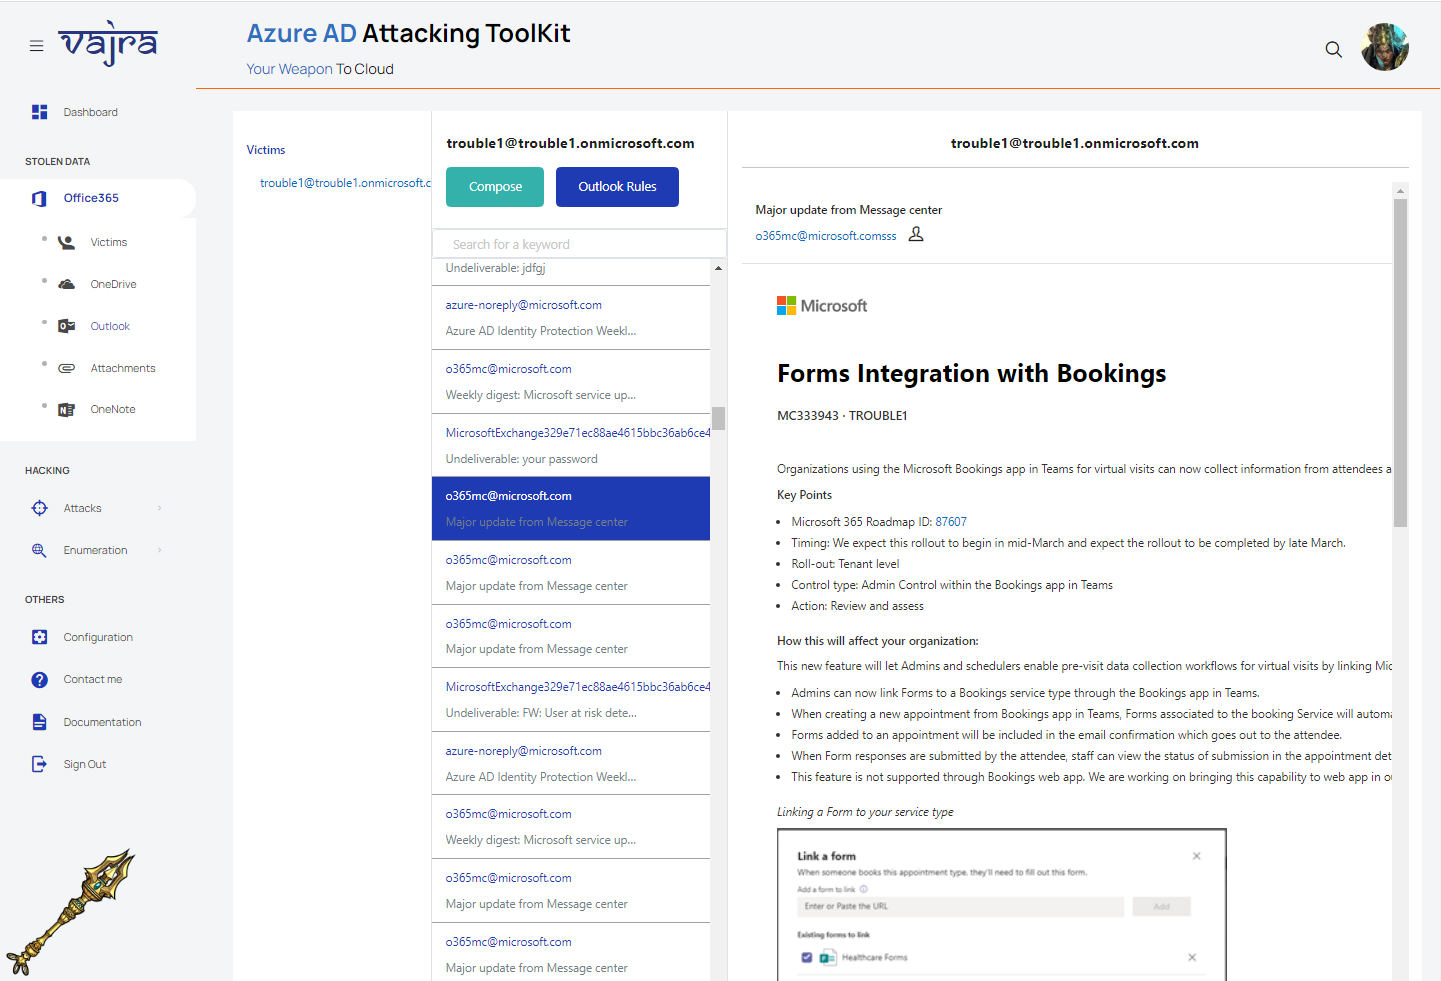 vajra
Azure AD Attacking ToolKit
Your Weapon To Cloud
Dashboard
STOLEN DATA
Office365
Victims
OneDrive
Outlook
Attachments
OneNote
HACKING
Attacks
Enumeration
OTHERS
Configuration
Contact me
Documentation
Sign Out
Victims
trouble1@trouble1.onmicrosoft.c
trouble1@trouble1.onmicrosoft.com
Compose
Outlook Rules
Search for a keyword
Undeliverable: jdfgj
azure-noreply@microsoft.com
Azure AD Identity Protection Weekl...
o365mc@microsoft.com
Weekly digest: Microsoft service up...
MicrosoftExchange329e71ec88ae4615bbc36ab6ce4
Undeliverable: your password
o365mc@microsoft.com
Major update from Message center
o365mc@microsoft.com
Major update from Message center
o365mc@microsoft.com
Major update from Message center
MicrosoftExchange329e71ec88ae4615bbc36ab6ce4
Undeliverable: FW: User at risk dete...
azure-noreply@microsoft.com
Azure AD Identity Protection Weekl...
o365mc@microsoft.com
Weekly digest: Microsoft service up...
o365mc@microsoft.com
Major update from Message center
o365mc@microsoft.com
Major update from Message center
trouble1@trouble1.onmicrosoft.com
Major update from Message center
o365mc@microsoft.comsss
Microsoft
Forms Integration with Bookings
MC333943 · TROUBLE1
Organizations using the Microsoft Bookings app in Teams for virtual visits can now collect information from attendees a
Key Points
• Microsoft 365 Roadmap ID: 87607
• Timing: We expect this rollout to begin in mid-March and expect the rollout to be completed by late March.
• Roll-out: Tenant level
• Control type: Admin Control within the Bookings app in Teams
• Action: Review and assess
How this will affect your organization:
This new feature will let Admins and schedulers enable pre-visit data collection workflows for virtual visits by linking Mic
• Admins can now link Forms to a Bookings service type through the Bookings app in Teams.
• When creating a new appointment from Bookings app in Teams, Forms associated to the booking Service will automa
• Forms added to an appointment will be included in the email confirmation which goes out to the attendee.
• When Form responses are submitted by the attendee, staff can view the status of submission in the appointment det
• This feature is not supported through Bookings web app. We are working on bringing this capability to web app in ou
Linking a Form to your service type
Link a form
When someone books this appointment type, they'll need to fill out this form.
Add a form to link
Enter or Paste the URL
Add
Existing forms to link
Healthcare Forms